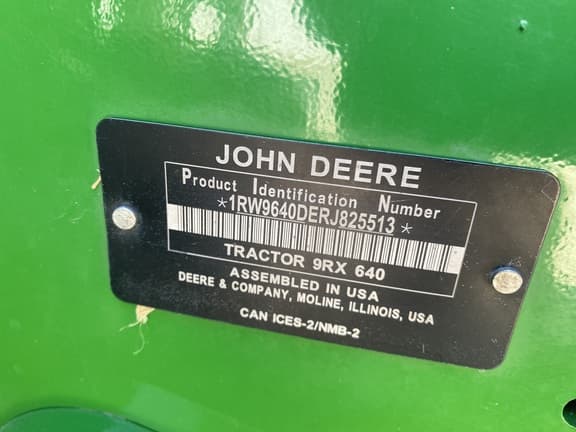 JOHN DEERE
Product Identification Number
*1RW9640DERJ825513*
TRACTOR 9RX 640
ASSEMBLED IN USA
DEERE & COMPANY, MOLINE, ILLINOIS, USA
CAN ICES-2/NMB-2